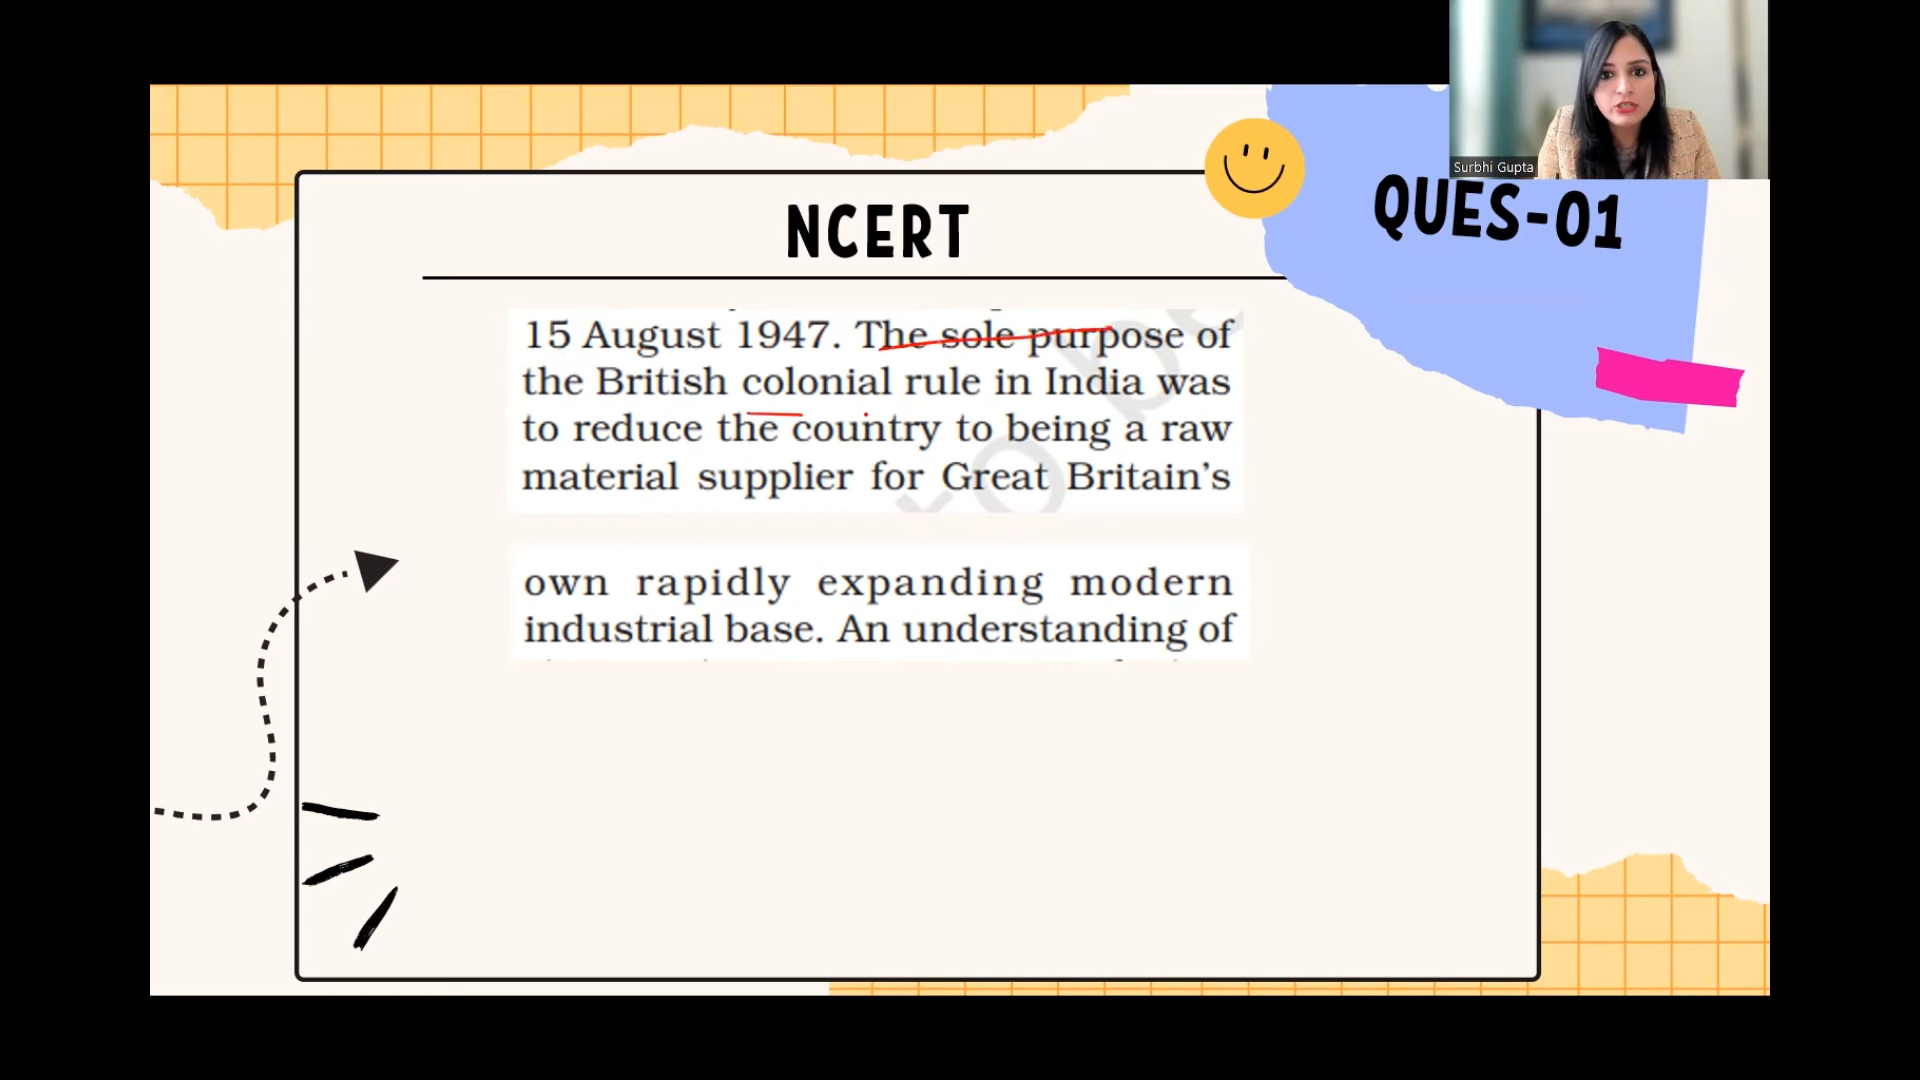 Surbhi Gupta
QUES-01
NCERT
15 August 1947. The sole purpose of
the British colonial rule in India was
to reduce the country to being a raw
material supplier for Great Britain's
own rapidly expanding modern
industrial base. An understanding of